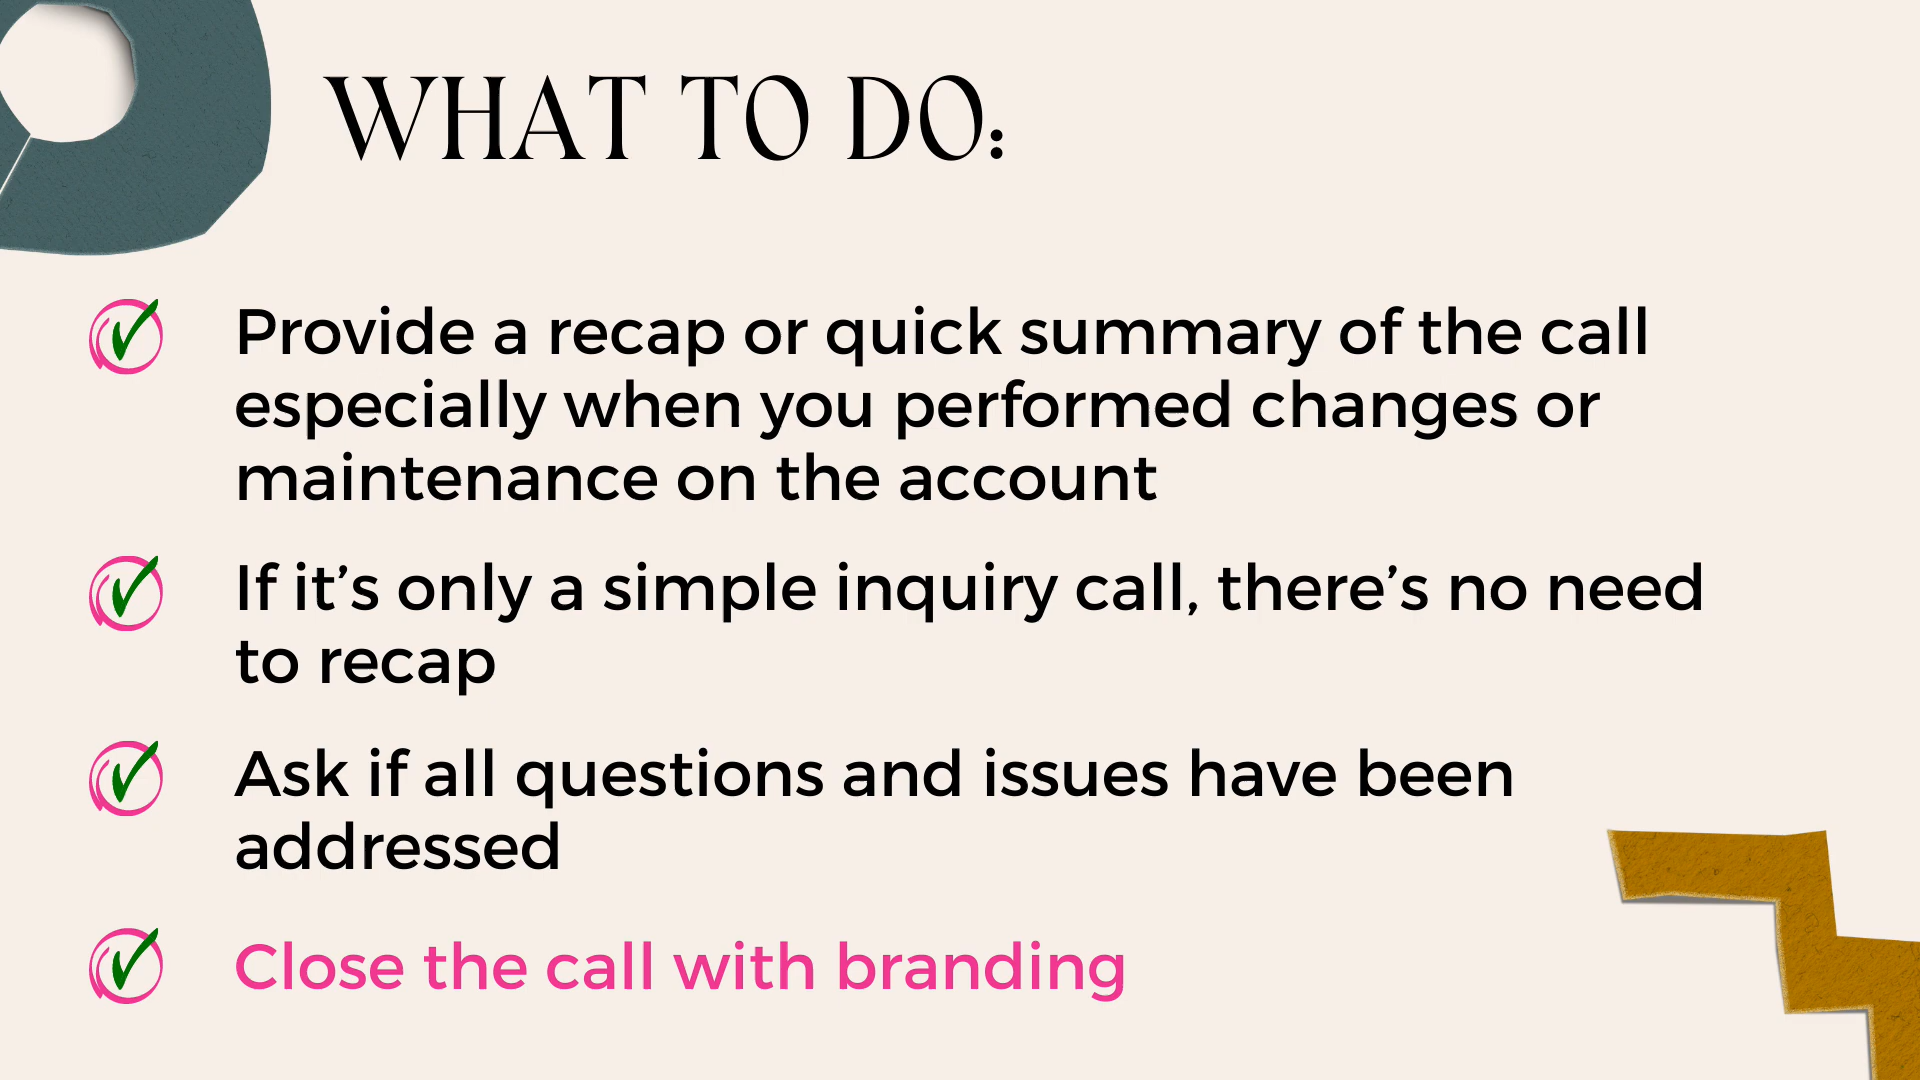 WHAT TO DO:
Provide a recap or quick summary of the call
especially when you performed changes or
maintenance on the account
If it’s only a simple inquiry call, there’s no need
to recap
Ask if all questions and issues have been
addressed
Close the call with branding